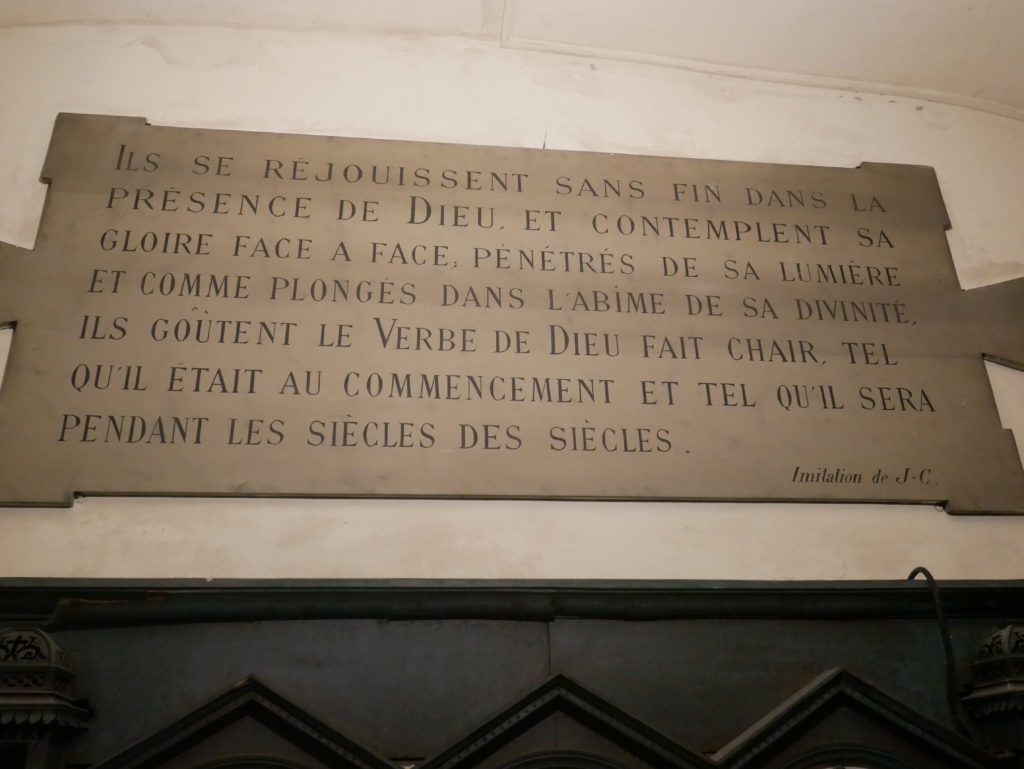 ILS SE RÉJOUISSENT SANS FIN DANS LA
PRÉSENCE DE DIEU, ET CONTEMPLENT SA
GLOIRE FACE A FACE, PÉNÉTRÉS DE SA LUMIÈRE
ET COMME PLONGÉS DANS L'ABÎME DE SA DIVINITÉ,
ILS GOÛTENT LE VERBE DE DIEU FAIT CHAIR, TEL
QU'IL ÉTAIT AU COMMENCEMENT ET TEL QU'IL SERA
PENDANT LES SIÈCLES DES SIÈCLES.
Imitation de J.C.